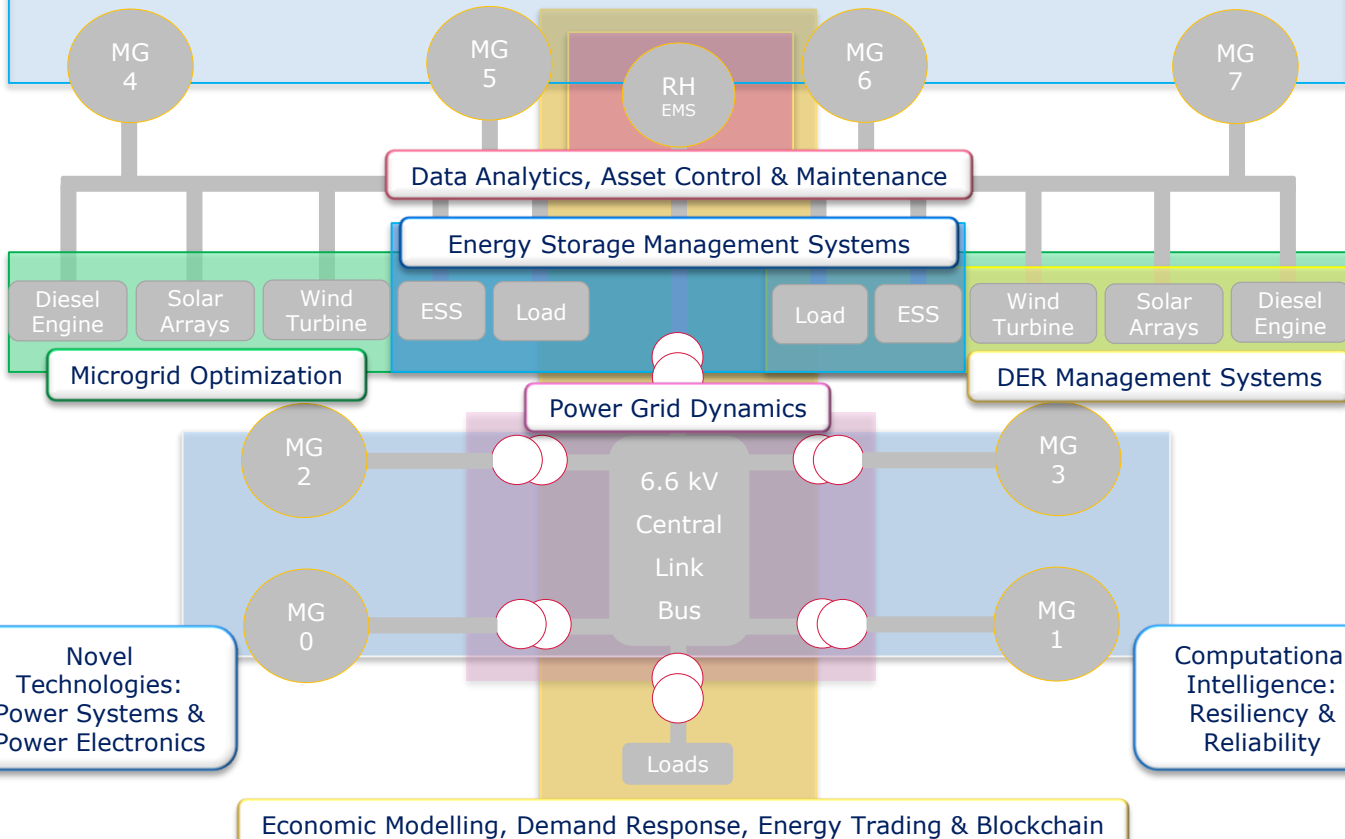 MG
4
MG
5
RH
EMS
MG
6
MG
7
Data Analytics, Asset Control & Maintenance
Energy Storage Management Systems
Diesel
Engine
Solar
Arrays
Wind
Turbine
ESS
Load
Load
ESS
Wind
Turbine
Solar
Arrays
Diesel
Engine
Microgrid Optimization
DER Management Systems
Power Grid Dynamics
MG
2
6.6 kV
Central
Link
Bus
MG
3
MG
0
MG
1
Novel
Technologies:
Power Systems &
Power Electronics
Computationa
Intelligence:
Resiliency &
Reliability
Loads
Economic Modelling, Demand Response, Energy Trading & Blockchain